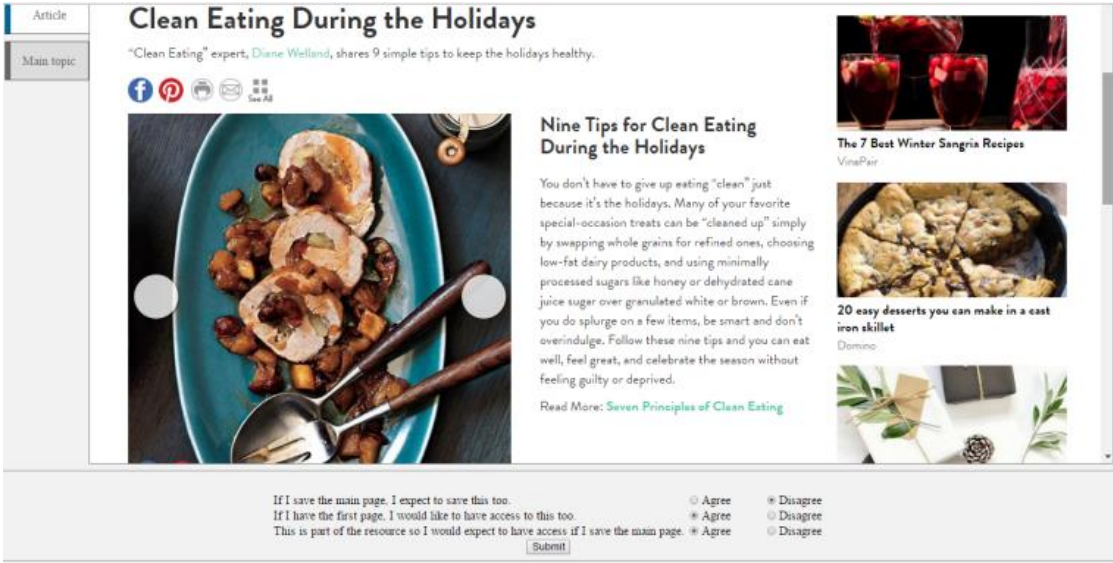 Article
Main topic
Clean Eating During the Holidays
“Clean Eating” expert, Diane Welland, shares 9 simple tips to keep the holidays healthy.
See All
Nine Tips for Clean Eating
During the Holidays
You don't have to give up eating “clean” just
because it's the holidays. Many of your favorite
special-occasion treats can be “cleaned up” simply
by swapping whole grains for refined ones, choosing
low-fat dairy products, and using minimally
processed sugars like honey or dehydrated cane
juice sugar over granulated white or brown. Even if
you do splurge on a few items, be smart and don't
overindulge. Follow these nine tips and you can eat
well, feel great, and celebrate the season without
feeling guilty or deprived.
Read More: Seven Principles of Clean Eating
The 7 Best Winter Sangria Recipes
VinePair
20 easy desserts you can make in a cast
iron skillet
Domino
If I save the main page, I expect to save this too. Agree Disagree
If I have the first page, I would like to have access to this too. Agree Disagree
This is part of the resource so I would expect to have access if I save the main page. Agree Disagree
Submit